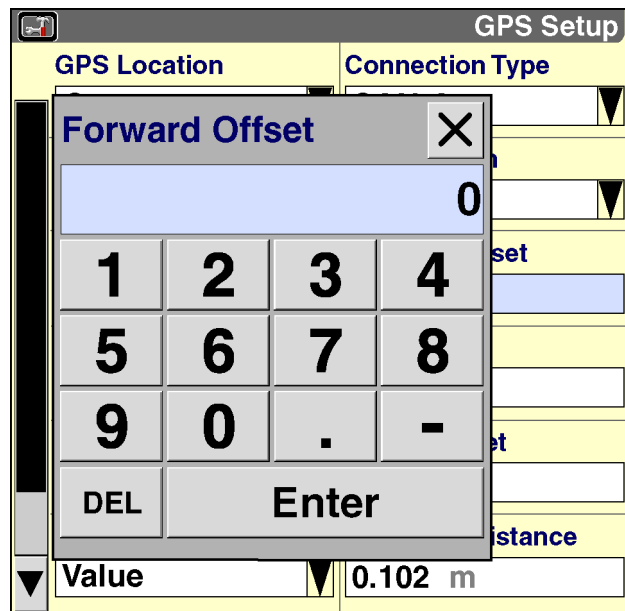 GPS Setup
GPS Location
Connection Type
Forward Offset
0
set
1 2 3 4
5 6 7 8
9 0 . -
et
DEL Enter
istance
Value
0.102 m